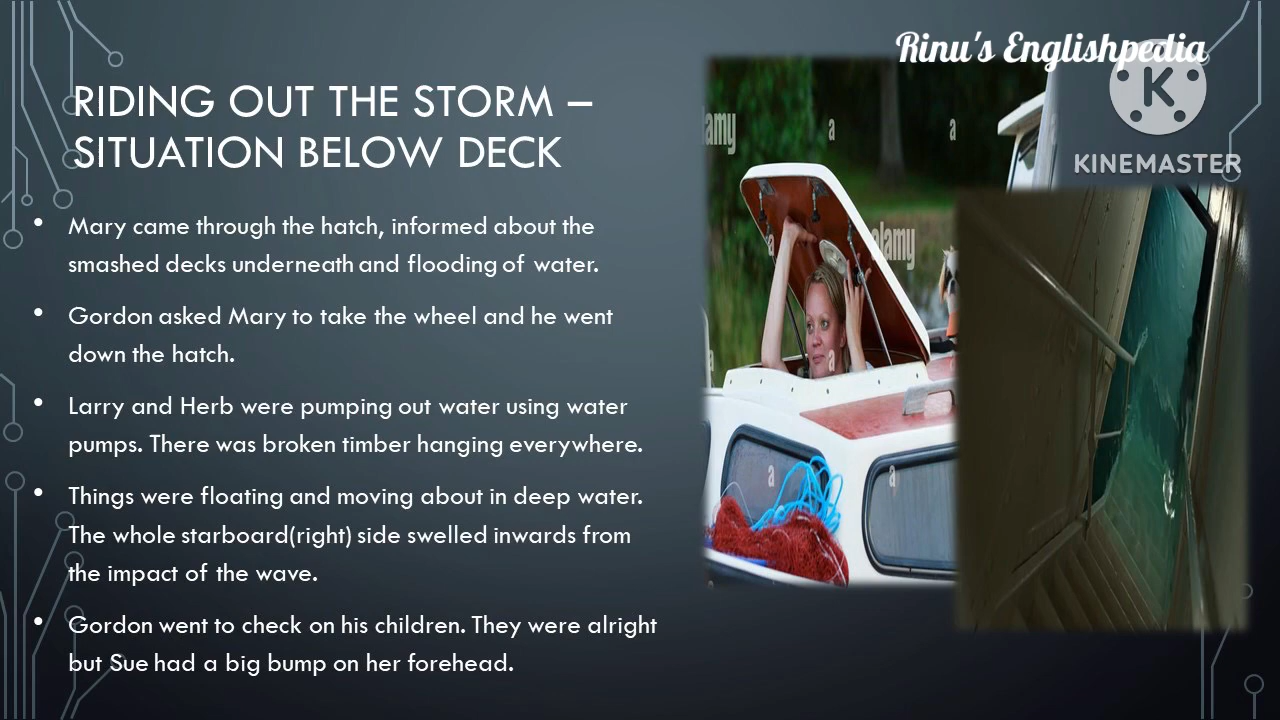 Rinu's Englishpedia
K
KINEMASTER
RIDING OUT THE STORM –
SITUATION BELOW DECK
• Mary came through the hatch, informed about the
smashed decks underneath and flooding of water.
• Gordon asked Mary to take the wheel and he went
down the hatch.
• Larry and Herb were pumping out water using water
pumps. There was broken timber hanging everywhere.
• Things were floating and moving about in deep water.
The whole starboard(right) side swelled inwards from
the impact of the wave.
• Gordon went to check on his children. They were alright
but Sue had a big bump on her forehead.
alamy
a
a
alamy
a
a
a
a
a